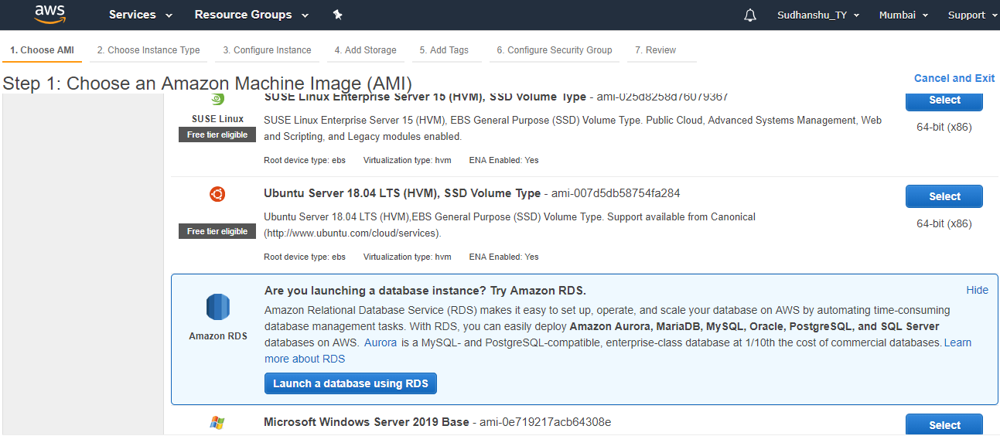 aws Services Resource Groups Sudhanshu_TY Mumbai Support
1. Choose AMI 2. Choose Instance Type 3. Configure Instance 4. Add Storage 5. Add Tags 6. Configure Security Group 7. Review
Step 1: Choose an Amazon Machine Image (AMI) Cancel and Exit
SUSE Linux Enterprise Server 15 (HVM), SSD Volume Type - ami-025d8258d76079367 Select
SUSE Linux SUSE Linux Enterprise Server 15 (HVM), EBS General Purpose (SSD) Volume Type. Public Cloud, Advanced Systems Management, Web 64-bit (x86)
Free tier eligible and Scripting, and Legacy modules enabled.
Root device type: ebs Virtualization type: hvm ENA Enabled: Yes
Ubuntu Server 18.04 LTS (HVM), SSD Volume Type - ami-007d5db58754fa284 Select
Ubuntu Server 18.04 LTS (HVM),EBS General Purpose (SSD) Volume Type. Support available from Canonical 64-bit (x86)
Free tier eligible (http://www.ubuntu.com/cloud/services).
Root device type: ebs Virtualization type: hvm ENA Enabled: Yes
Are you launching a database instance? Try Amazon RDS. Hide
Amazon Relational Database Service (RDS) makes it easy to set up, operate, and scale your database on AWS by automating time-consuming
database management tasks. With RDS, you can easily deploy Amazon Aurora, MariaDB, MySQL, Oracle, PostgreSQL, and SQL Server
Amazon RDS databases on AWS. Aurora is a MySQL- and PostgreSQL-compatible, enterprise-class database at 1/10th the cost of commercial databases. Learn
more about RDS
Launch a database using RDS
Microsoft Windows Server 2019 Base - ami-0e719217acb64308e Select